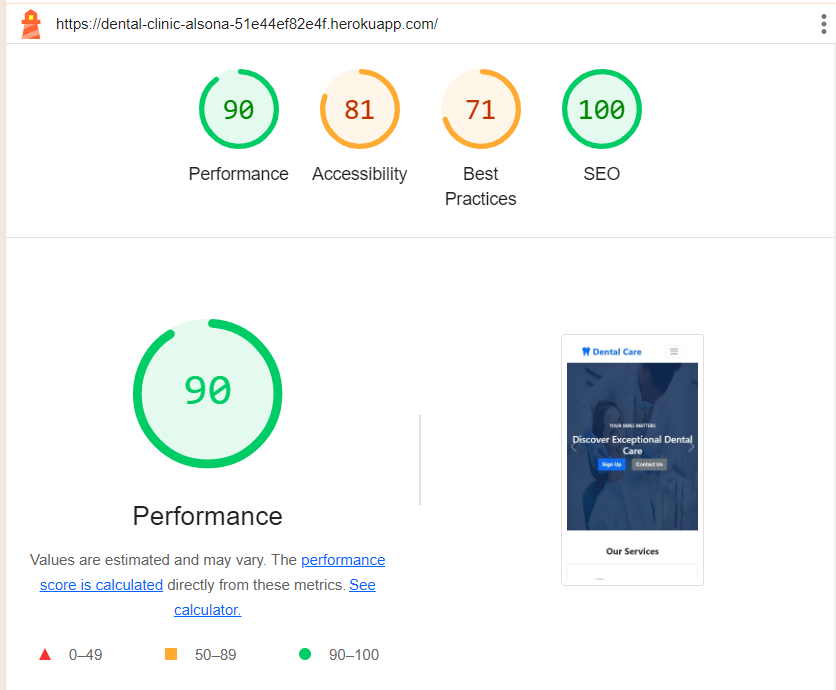 https://dental-clinic-alsona-51e44ef82e4f.herokuapp.com/
90
81
71
100
Performance
Accessibility
Best
Practices
SEO
90
Performance
Values are estimated and may vary. The performance
score is calculated directly from these metrics. See
calculator.
0–49
50–89
90–100
Dental Care
YOUR SMILE MATTERS
Discover Exceptional Dental
Care
Sign Up
Contact Us
Our Services